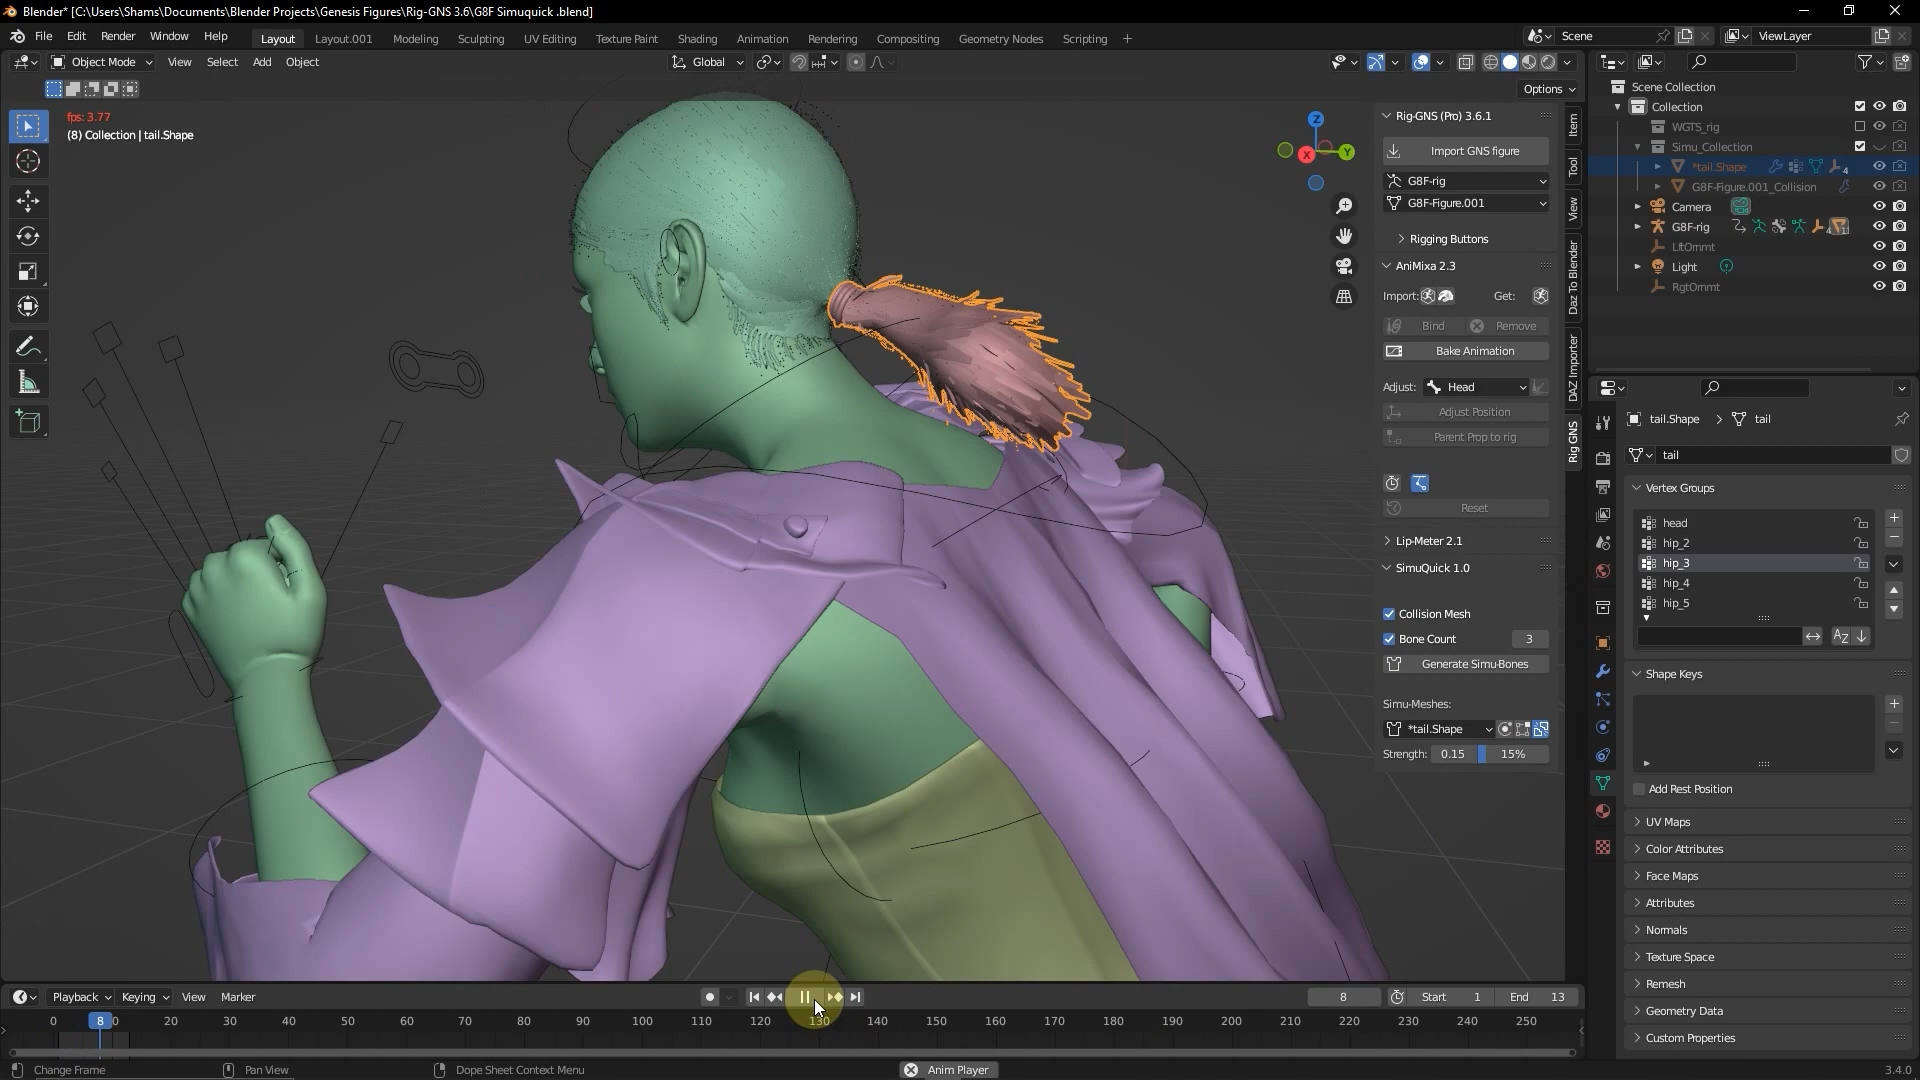 Blender* [C:\Users\Shams\Documents\Blender Projects\Genesis Figures\Rig-GNS 3.6\G8F Simuquick .blend]
File Edit Render Window Help Layout Layout.001 Modeling Sculpting UV Editing Texture Paint Shading Animation Rendering Compositing Geometry Nodes Scripting + Scene ViewLayer
Object Mode View Select Add Object Global
Options
fps: 3.77
(8) Collection | tail.Shape
Z
X
Y
Rig-GNS (Pro) 3.6.1
Import GNS figure
G8F-rig
G8F-Figure.001
Rigging Buttons
AniMixa 2.3
Import: Get:
Bind Remove
Bake Animation
Adjust: Head
Adjust Position
Parent Prop to rig
Reset
Lip-Meter 2.1
SimuQuick 1.0
Collision Mesh
Bone Count 3
Generate Simu-Bones
Simu-Meshes:
*tail.Shape
Strength: 0.15 15%
Item
Tool
View
Daz To Blender
DAZ Importer
Rig GNS
Scene Collection
Collection
WGTS_rig
Simu_Collection
*tail.Shape 4
G8F-Figure.001_Collision
Camera
G8F-rig 4 11
LftOrnmt
Light
RgtOrnmt
tail.Shape > tail
tail
Vertex Groups
head
hip_2
hip_3
hip_4
hip_5
Shape Keys
Add Rest Position
UV Maps
Color Attributes
Face Maps
Attributes
Normals
Texture Space
Remesh
Geometry Data
Custom Properties
Playback Keying View Marker 8 Start 1 End 13
0 8 0 20 30 40 50 60 70 80 90 100 110 120 130 140 150 160 170 180 190 200 210 220 230 240 250
Change Frame Pan View Dope Sheet Context Menu Anim Player 3.4.0